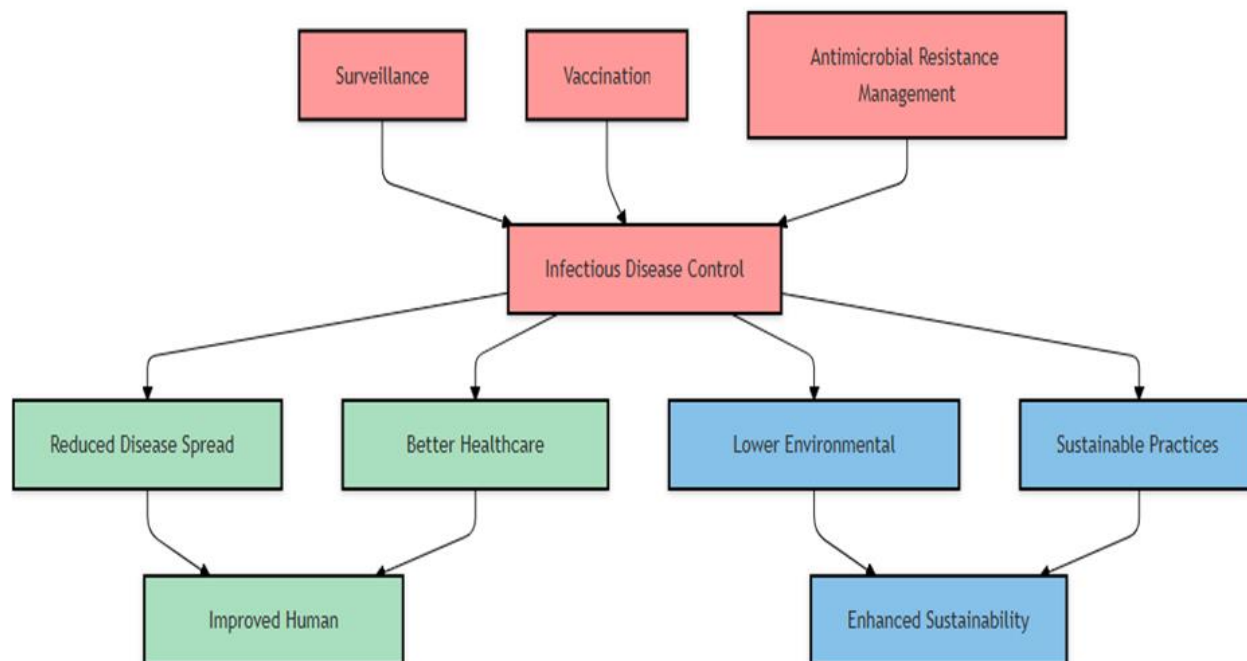 Surveillance
Vaccination
Antimicrobial Resistance
Management
Infectious Disease Control
Reduced Disease Spread
Better Healthcare
Lower Environmental
Sustainable Practices
Improved Human
Enhanced Sustainability